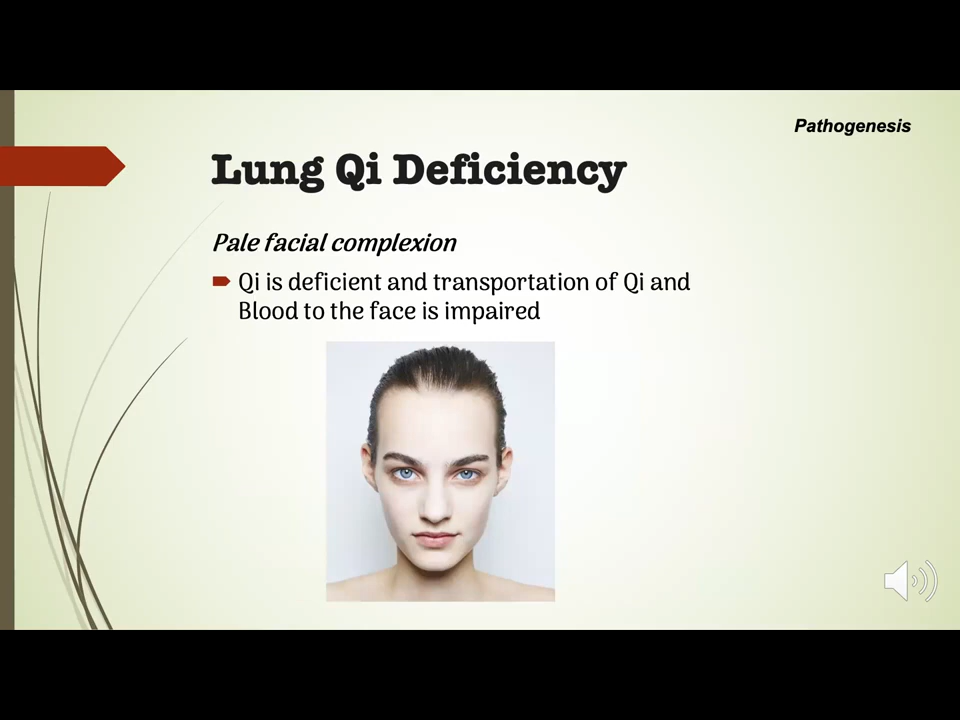 Pathogenesis
Lung Qi Deficiency
Pale facial complexion
Qi is deficient and transportation of Qi and
Blood to the face is impaired